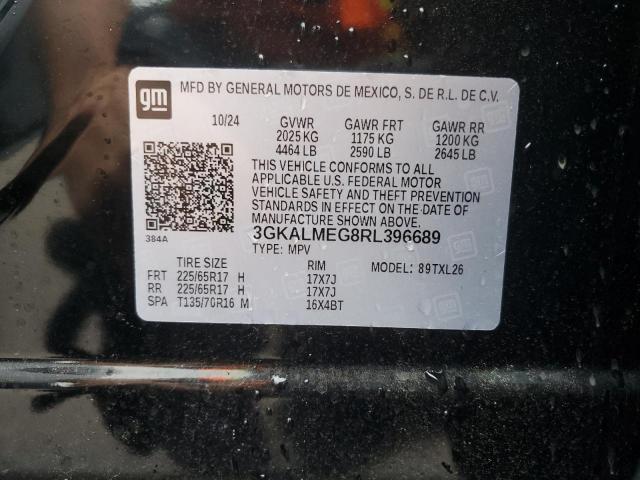 gm
MFD BY GENERAL MOTORS DE MEXICO, S. DE R.L. DE C.V.
10/24 GVWR GAWR FRT GAWR RR
2025 KG 1175 KG 1200 KG
4464 LB 2590 LB 2645 LB
THIS VEHICLE CONFORMS TO ALL
APPLICABLE U.S. FEDERAL MOTOR
VEHICLE SAFETY AND THEFT PREVENTION
STANDARDS IN EFFECT ON THE DATE OF
MANUFACTURE SHOWN ABOVE.
384A 3GKALMEG8RL396689
TYPE: MPV
TIRE SIZE RIM MODEL: 89TXL26
FRT 225/65R17 H 17X7J
RR 225/65R17 H 17X7J
SPA T135/70R16 M 16X4BT